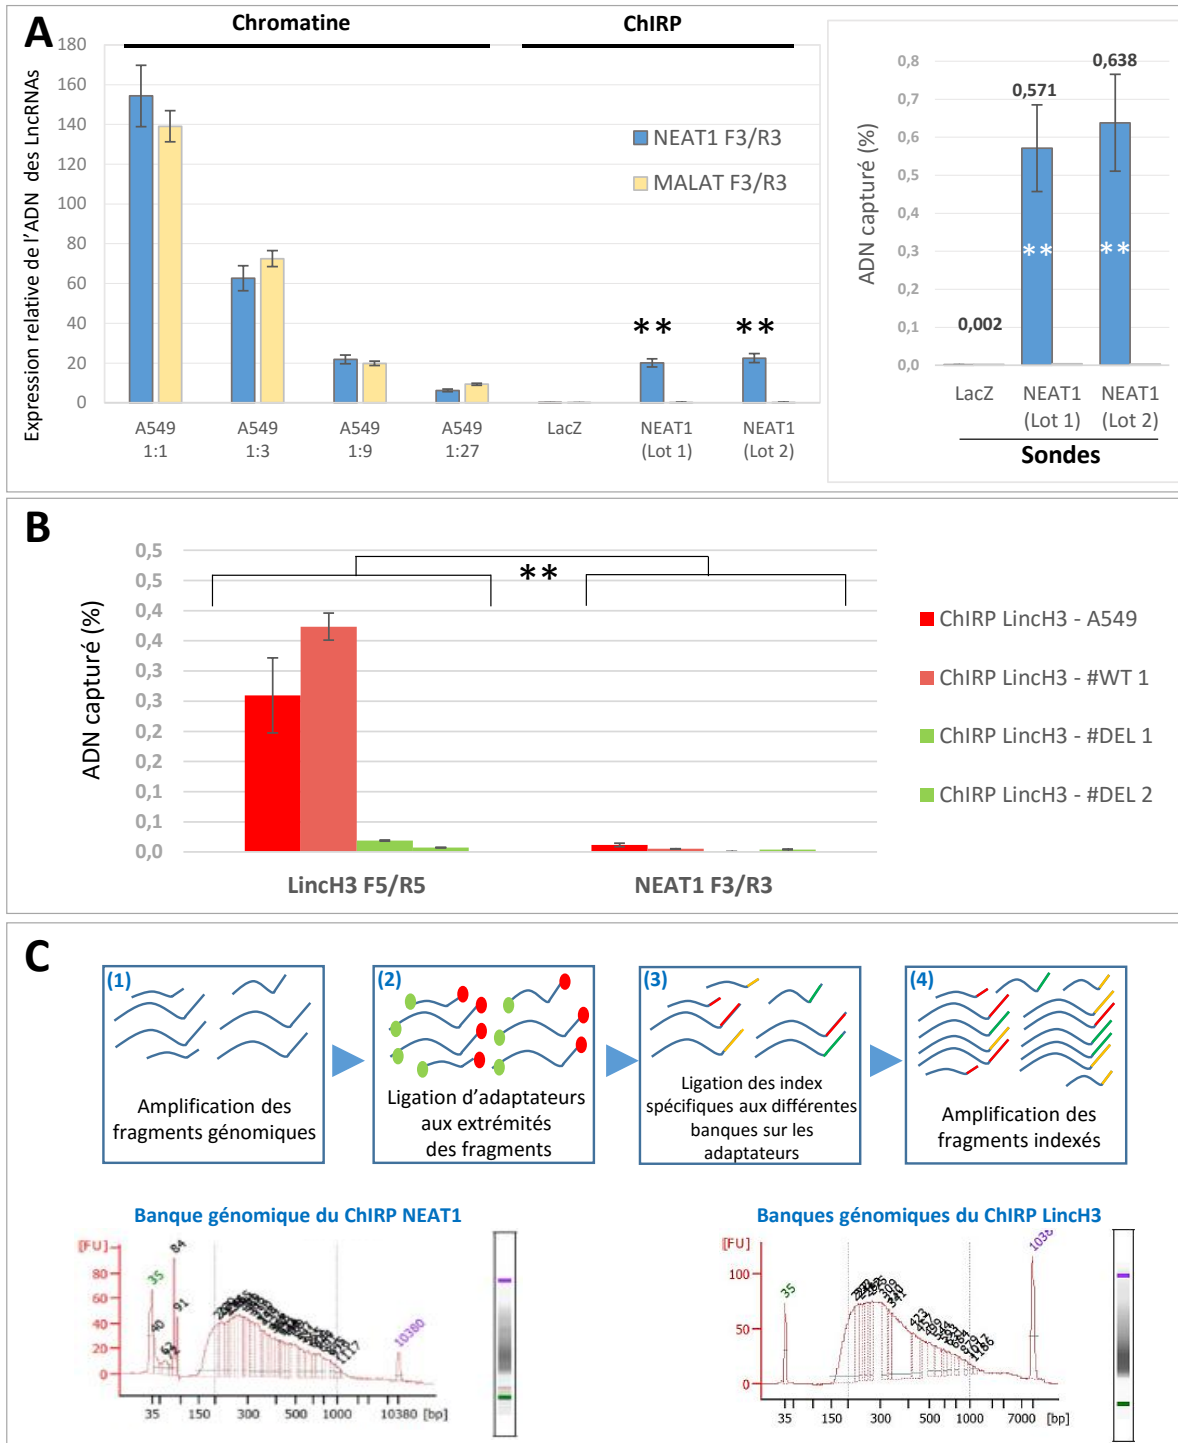 A
Chromatine
ChIRP
Expression relative de l'ADN des LncRNAs
180
160
140
120
100
80
60
40
20
0
NEAT1 F3/R3
MALAT F3/R3
**
**
A549
1:1
A549
1:3
A549
1:9
A549
1:27
LacZ
NEAT1
(Lot 1)
NEAT1
(Lot 2)
ADN capturé (%)
0,8
0,7
0,6
0,5
0,4
0,3
0,2
0,1
0,0
0,002
0,571
0,638
**
**
LacZ
NEAT1
(Lot 1)
NEAT1
(Lot 2)
Sondes
B
ADN capturé (%)
0,5
0,5
0,4
0,4
0,3
0,3
0,2
0,2
0,1
0,1
0,0
**
LincH3 F5/R5
NEAT1 F3/R3
ChIRP LincH3 - A549
ChIRP LincH3 - #WT 1
ChIRP LincH3 - #DEL 1
ChIRP LincH3 - #DEL 2
C
(1)
Amplification des
fragments génomiques
(2)
Ligation d'adaptateurs
aux extrémités
des fragments
(3)
Ligation des index
spécifiques aux différentes
banques sur les
adaptateurs
(4)
Amplification des
fragments indexés
Banque génomique du ChIRP NEAT1
[FU]
80
60
40
20
0
35
40
84
91
10380
35 150 300 500 1000 10380 [bp]
Banques génomiques du ChIRP LincH3
[FU]
100
50
0
35
35 150 300 500 1000 7000 [bp]